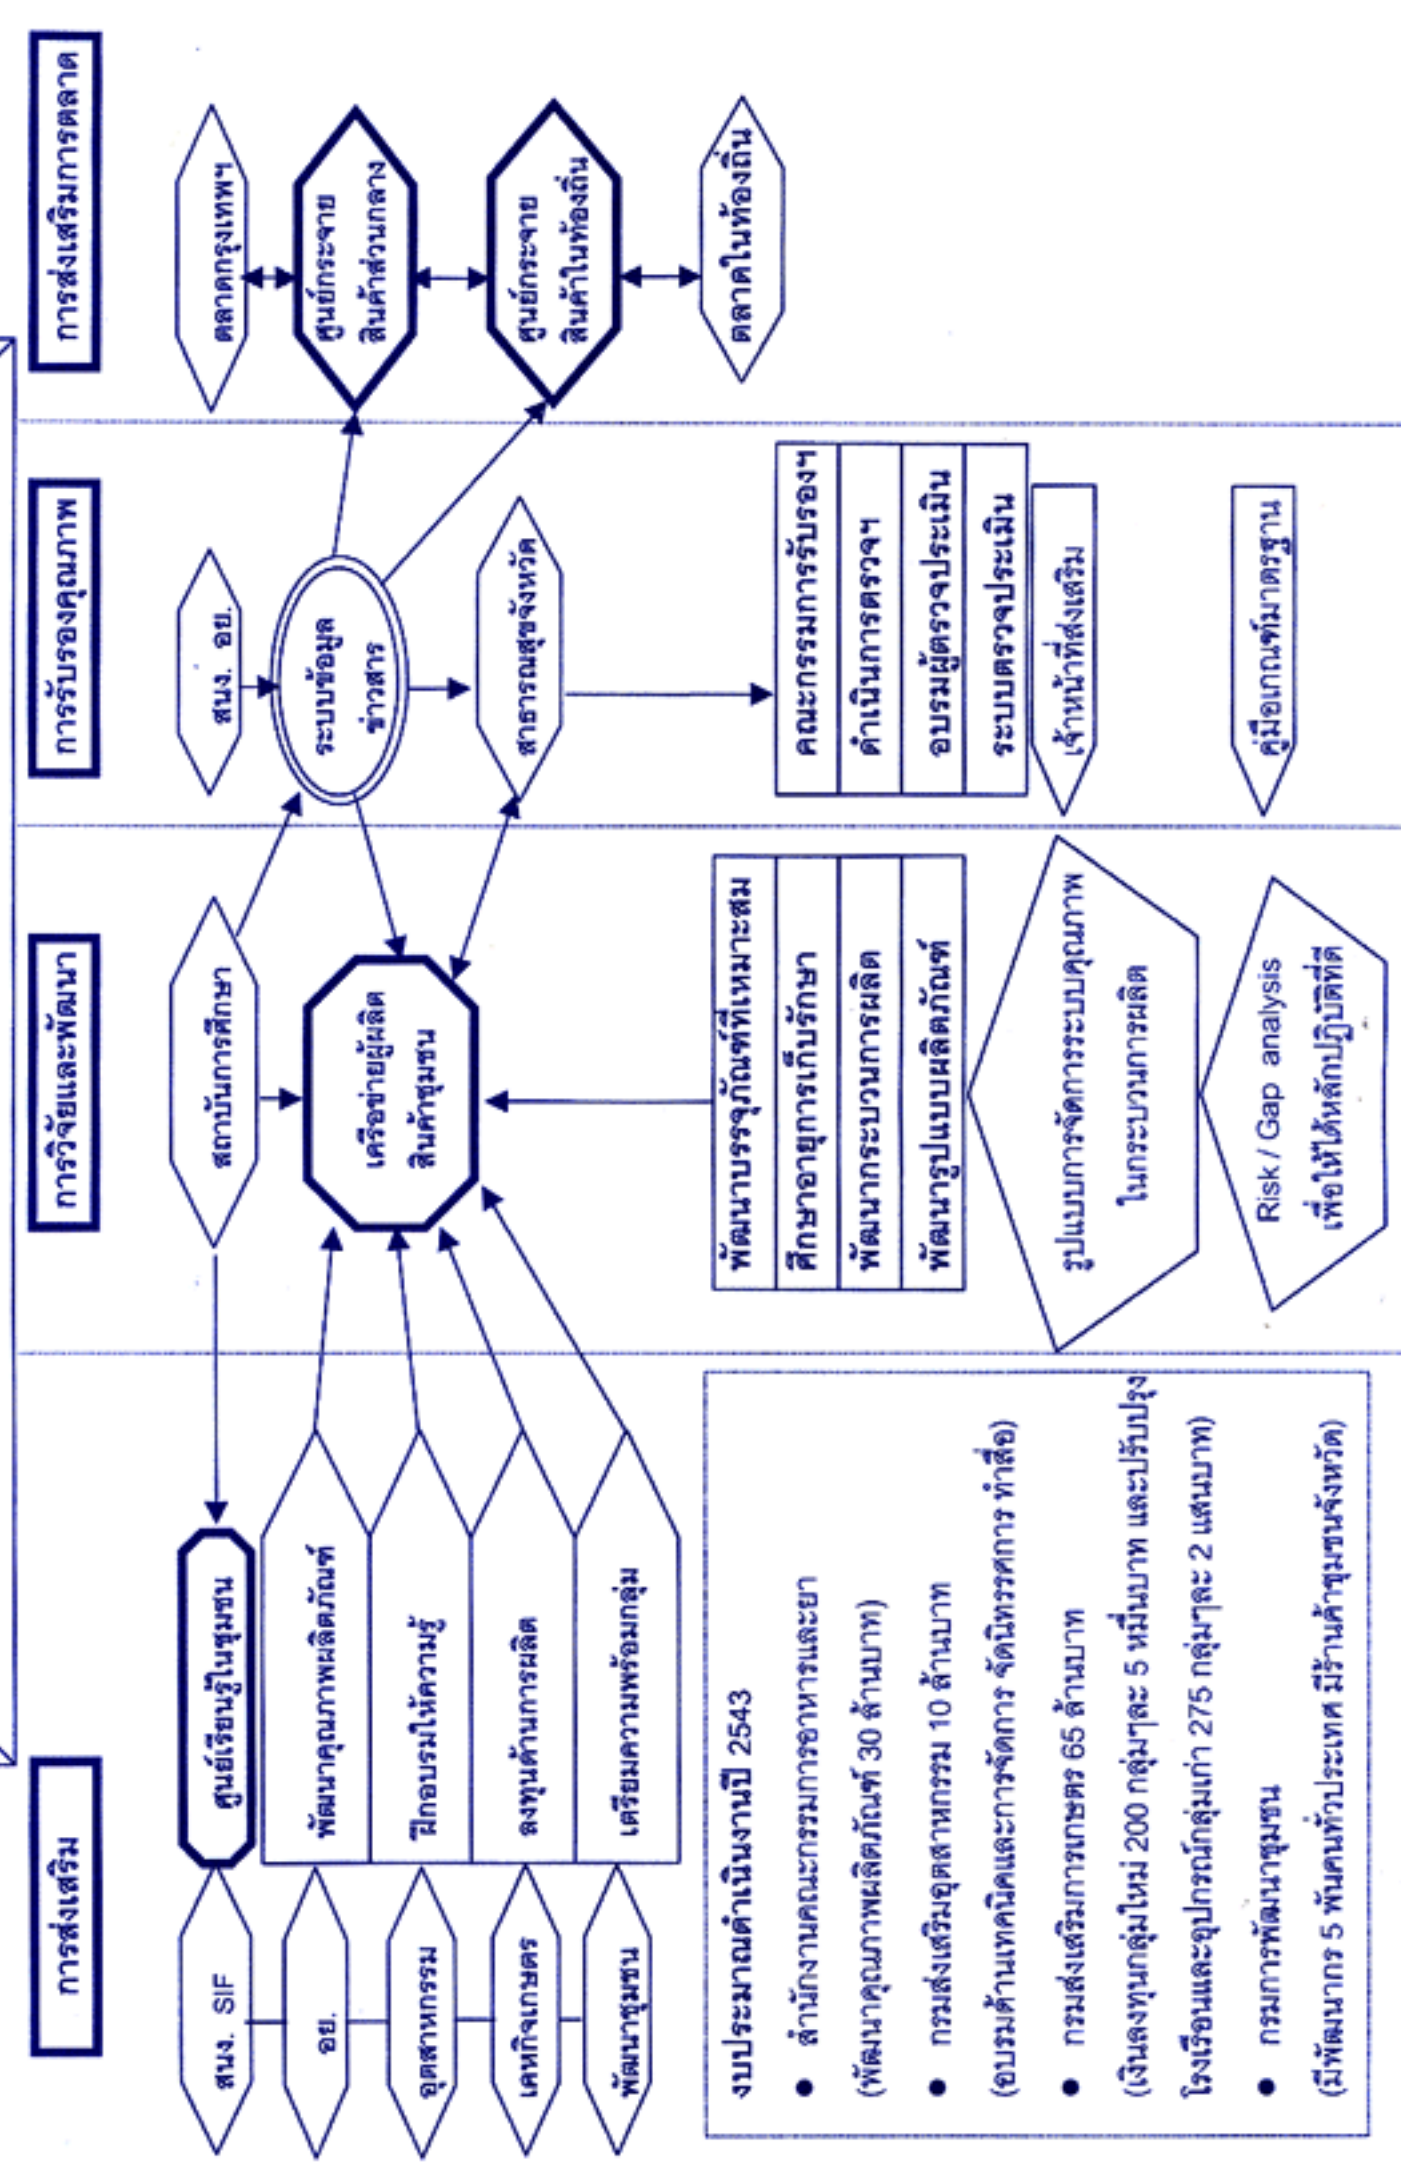 การส่งเสริม
การวิจัยและพัฒนา
การรับรองคุณภาพ
การส่งเสริมการตลาด
สนง. SIF
ศูนย์เรียนรู้ในชุมชน
อย.
พัฒนาคุณภาพผลิตภัณฑ์
อุตสาหกรรม
ฝึกอบรมให้ความรู้
เคหกิจเกษตร
ลงทุนด้านการผลิต
พัฒนาชุมชน
เตรียมความพร้อมกลุ่ม
งบประมาณดำเนินงานปี 2543
● สำนักงานคณะกรรมการอาหารและยา
(พัฒนาคุณภาพผลิตภัณฑ์ 30 ล้านบาท)
● กรมส่งเสริมอุตสาหกรรม 10 ล้านบาท
(อบรมด้านเทคนิคและการจัดการ จัดนิทรรศการ ทำสื่อ)
● กรมส่งเสริมการเกษตร 65 ล้านบาท
(เงินลงทุนกลุ่มใหม่ 200 กลุ่มๆละ 5 หมื่นบาท และปรับปรุง
โรงเรือนและอุปกรณ์กลุ่มเก่า 275 กลุ่มๆละ 2 แสนบาท)
● กรมการพัฒนาชุมชน
(มีพัฒนากร 5 พันคนทั่วประเทศ มีร้านค้าชุมชนจังหวัด)
สถาบันการศึกษา
เครือข่ายผู้ผลิต
สินค้าชุมชน
พัฒนาบรรจุภัณฑ์ที่เหมาะสม
ศึกษาอายุการเก็บรักษา
พัฒนากระบวนการผลิต
พัฒนารูปแบบผลิตภัณฑ์
รูปแบบการจัดการระบบคุณภาพ
ในกระบวนการผลิต
Risk / Gap analysis
เพื่อให้ได้หลักปฏิบัติที่ดี
สนง. อย.
ระบบข้อมูล
ข่าวสาร
สาธารณสุขจังหวัด
คณะกรรมการรับรองฯ
ดำเนินการตรวจฯ
อบรมผู้ตรวจประเมิน
ระบบตรวจประเมิน
เจ้าหน้าที่ส่งเสริม
คู่มือเกณฑ์มาตรฐาน
ตลาดกรุงเทพฯ
ศูนย์กระจาย
สินค้าส่วนกลาง
ศูนย์กระจาย
สินค้าในท้องถิ่น
ตลาดในท้องถิ่น